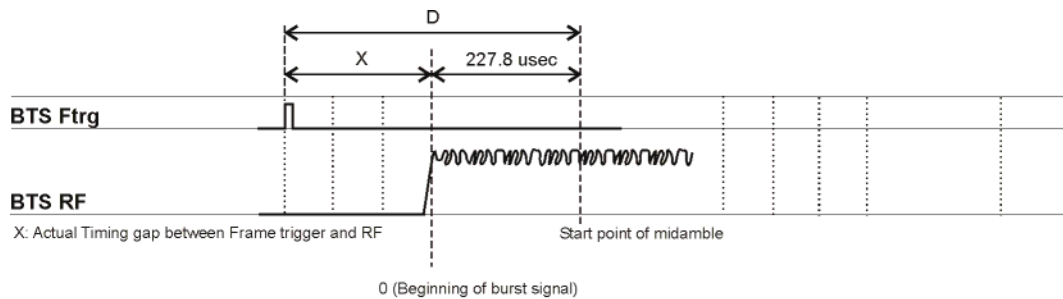 D
X
227.8 usec
BTS Ftrg
BTS RF
X: Actual Timing gap between Frame trigger and RF
Start point of midamble
0 (Beginning of burst signal)